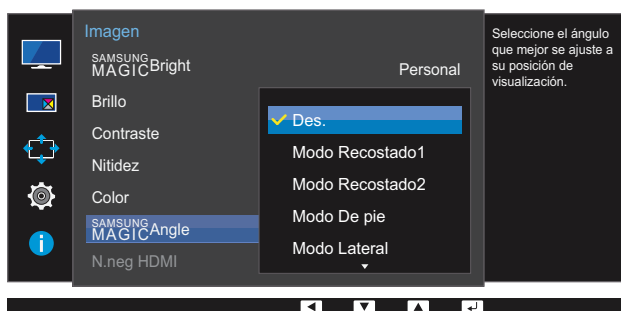 Imagen
SAMSUNG MAGICBright Personal
Brillo
Contraste
Nitidez
Color
SAMSUNG MAGICAngle
N.neg HDMI
Des.
Modo Recostado1
Modo Recostado2
Modo De pie
Modo Lateral
Seleccione el ángulo
que mejor se ajuste a
su posición de
visualización.